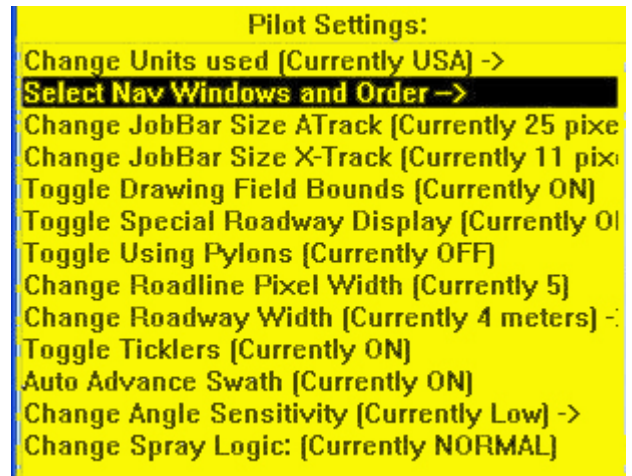 Pilot Settings:
Change Units used (Currently USA) ->
Select Nav Windows and Order -->
Change JobBar Size ATrack (Currently 25 pixe
Change JobBar Size X-Track (Currently 11 pix
Toggle Drawing Field Bounds (Currently ON)
Toggle Special Roadway Display (Currently
Toggle Using Pylons (Currently OFF)
Change Roadline Pixel Width (Currently 5)
Change Roadway Width (Currently 4 meters) -
Toggle Ticklers (Currently ON)
Auto Advance Swath (Currently ON)
Change Angle Sensitivity (Currently Low) ->
Change Spray Logic: (Currently NORMAL)